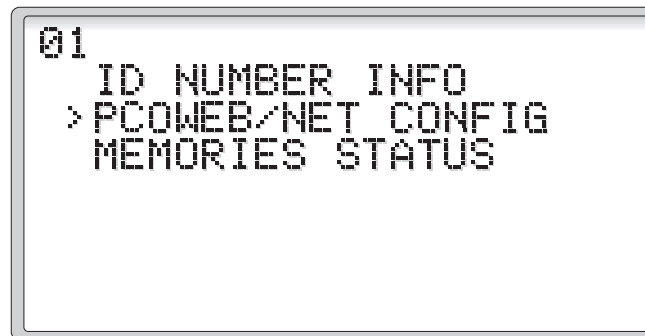 01
ID NUMBER INFO
>PCOWEB/NET CONFIG
MEMORIES STATUS